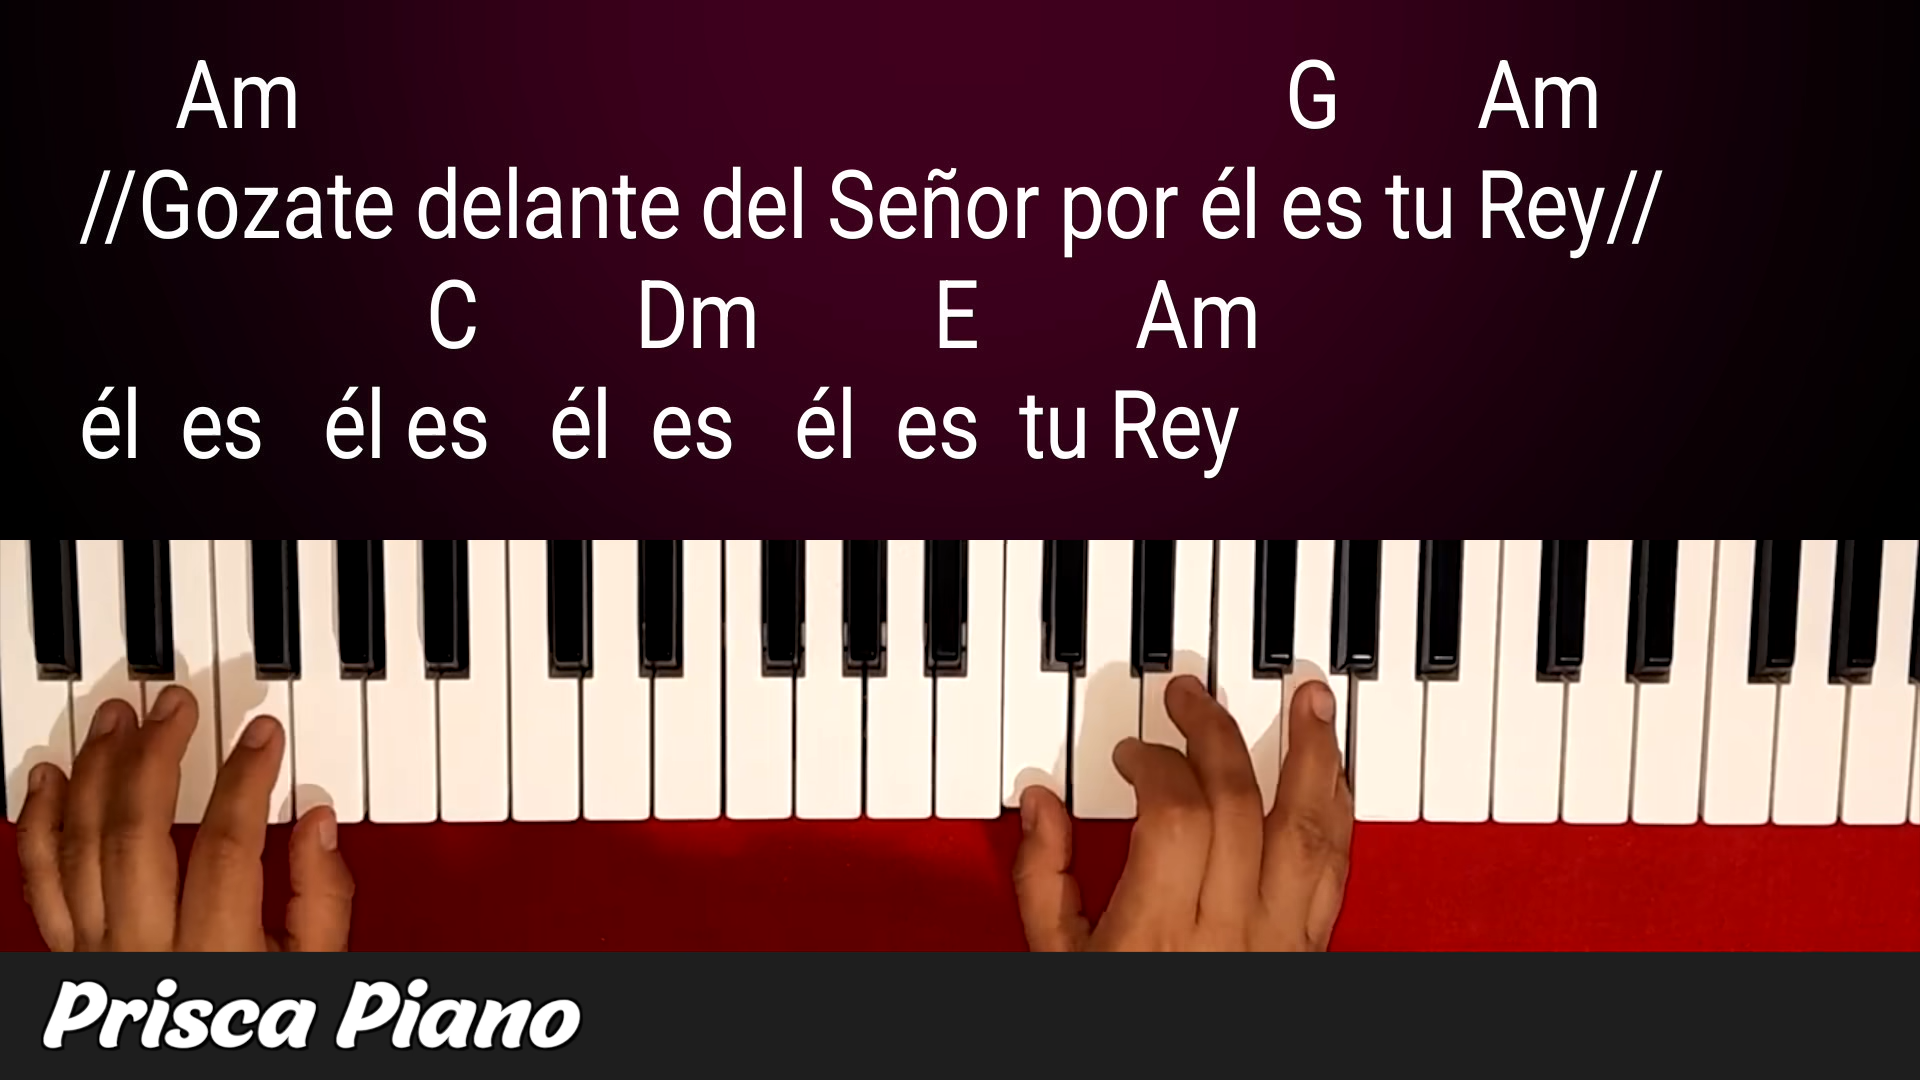 Am G Am
//Gozate delante del Señor por él es tu Rey//
C Dm E Am
él es él es él es él es tu Rey
Prisca Piano